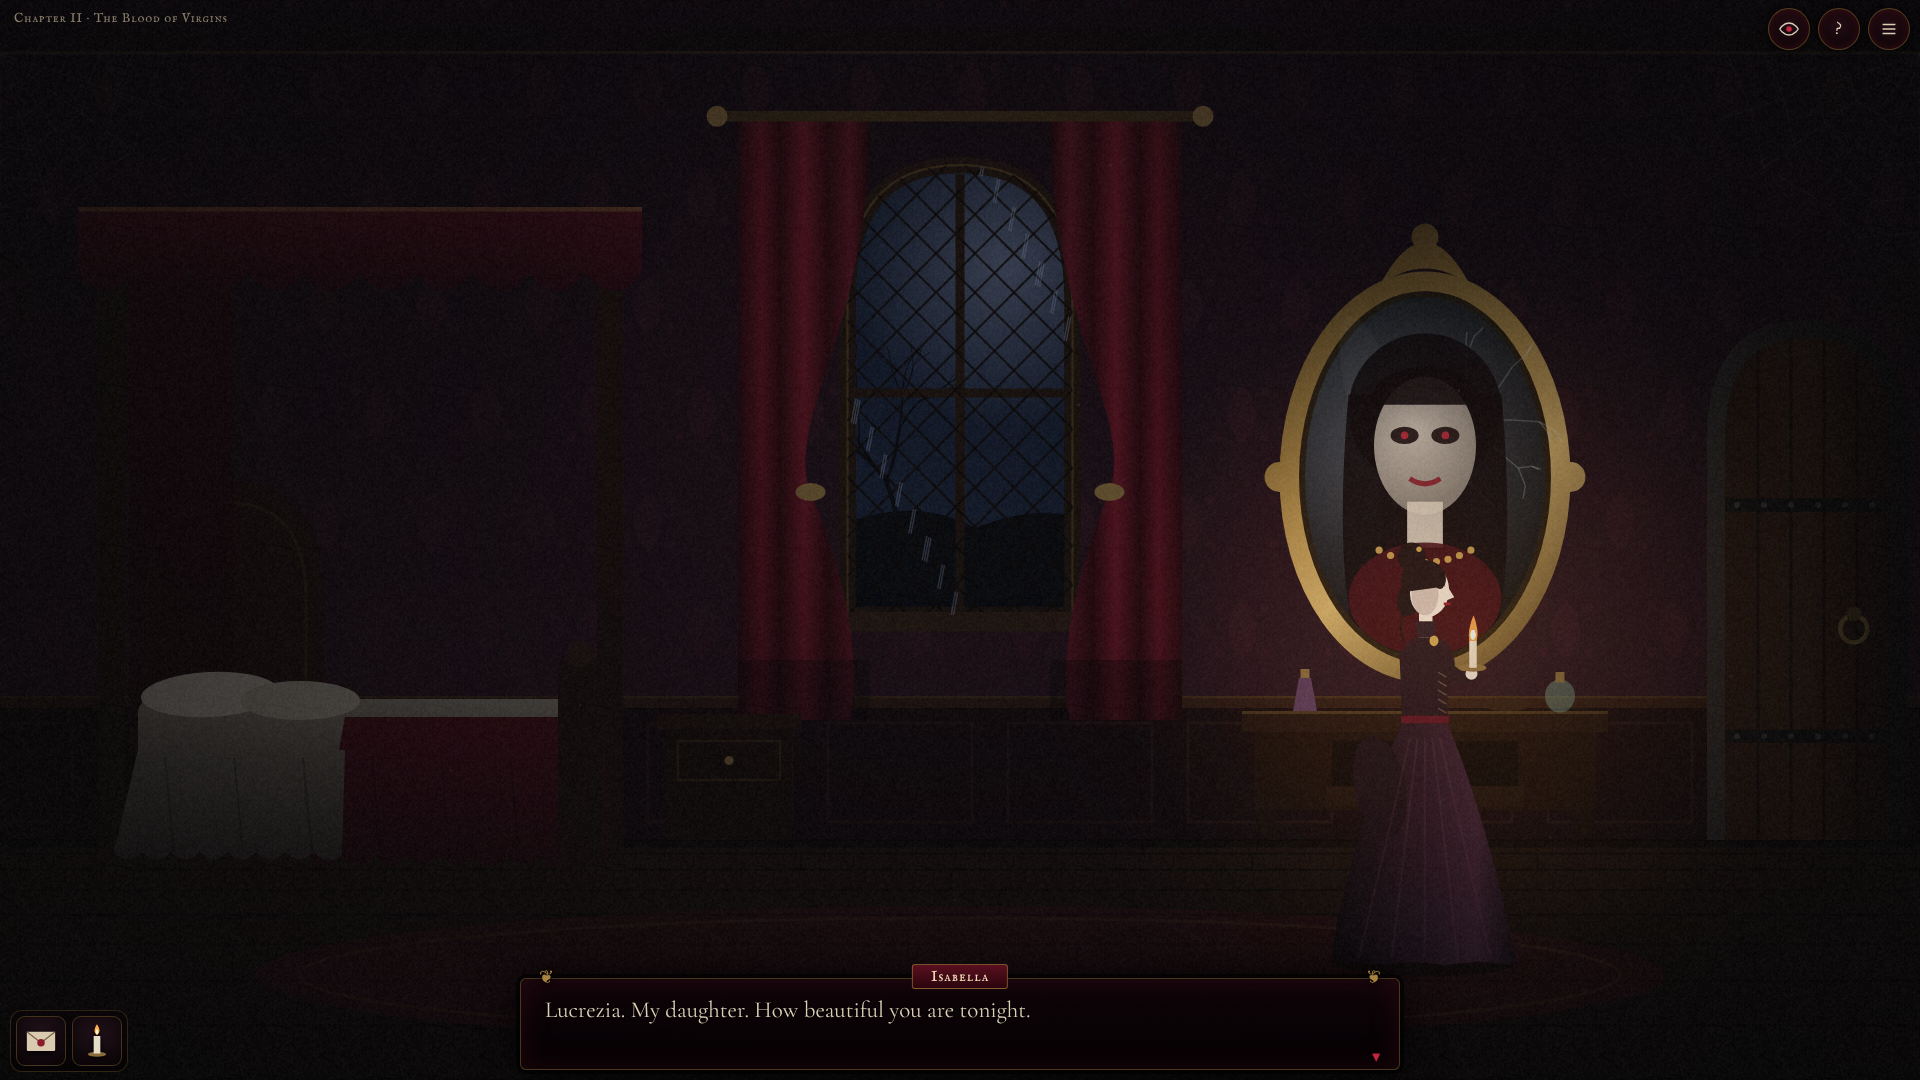 Chapter II · The Blood of Virgins
?
Isabella
Lucrezia. My daughter. How beautiful you are tonight.